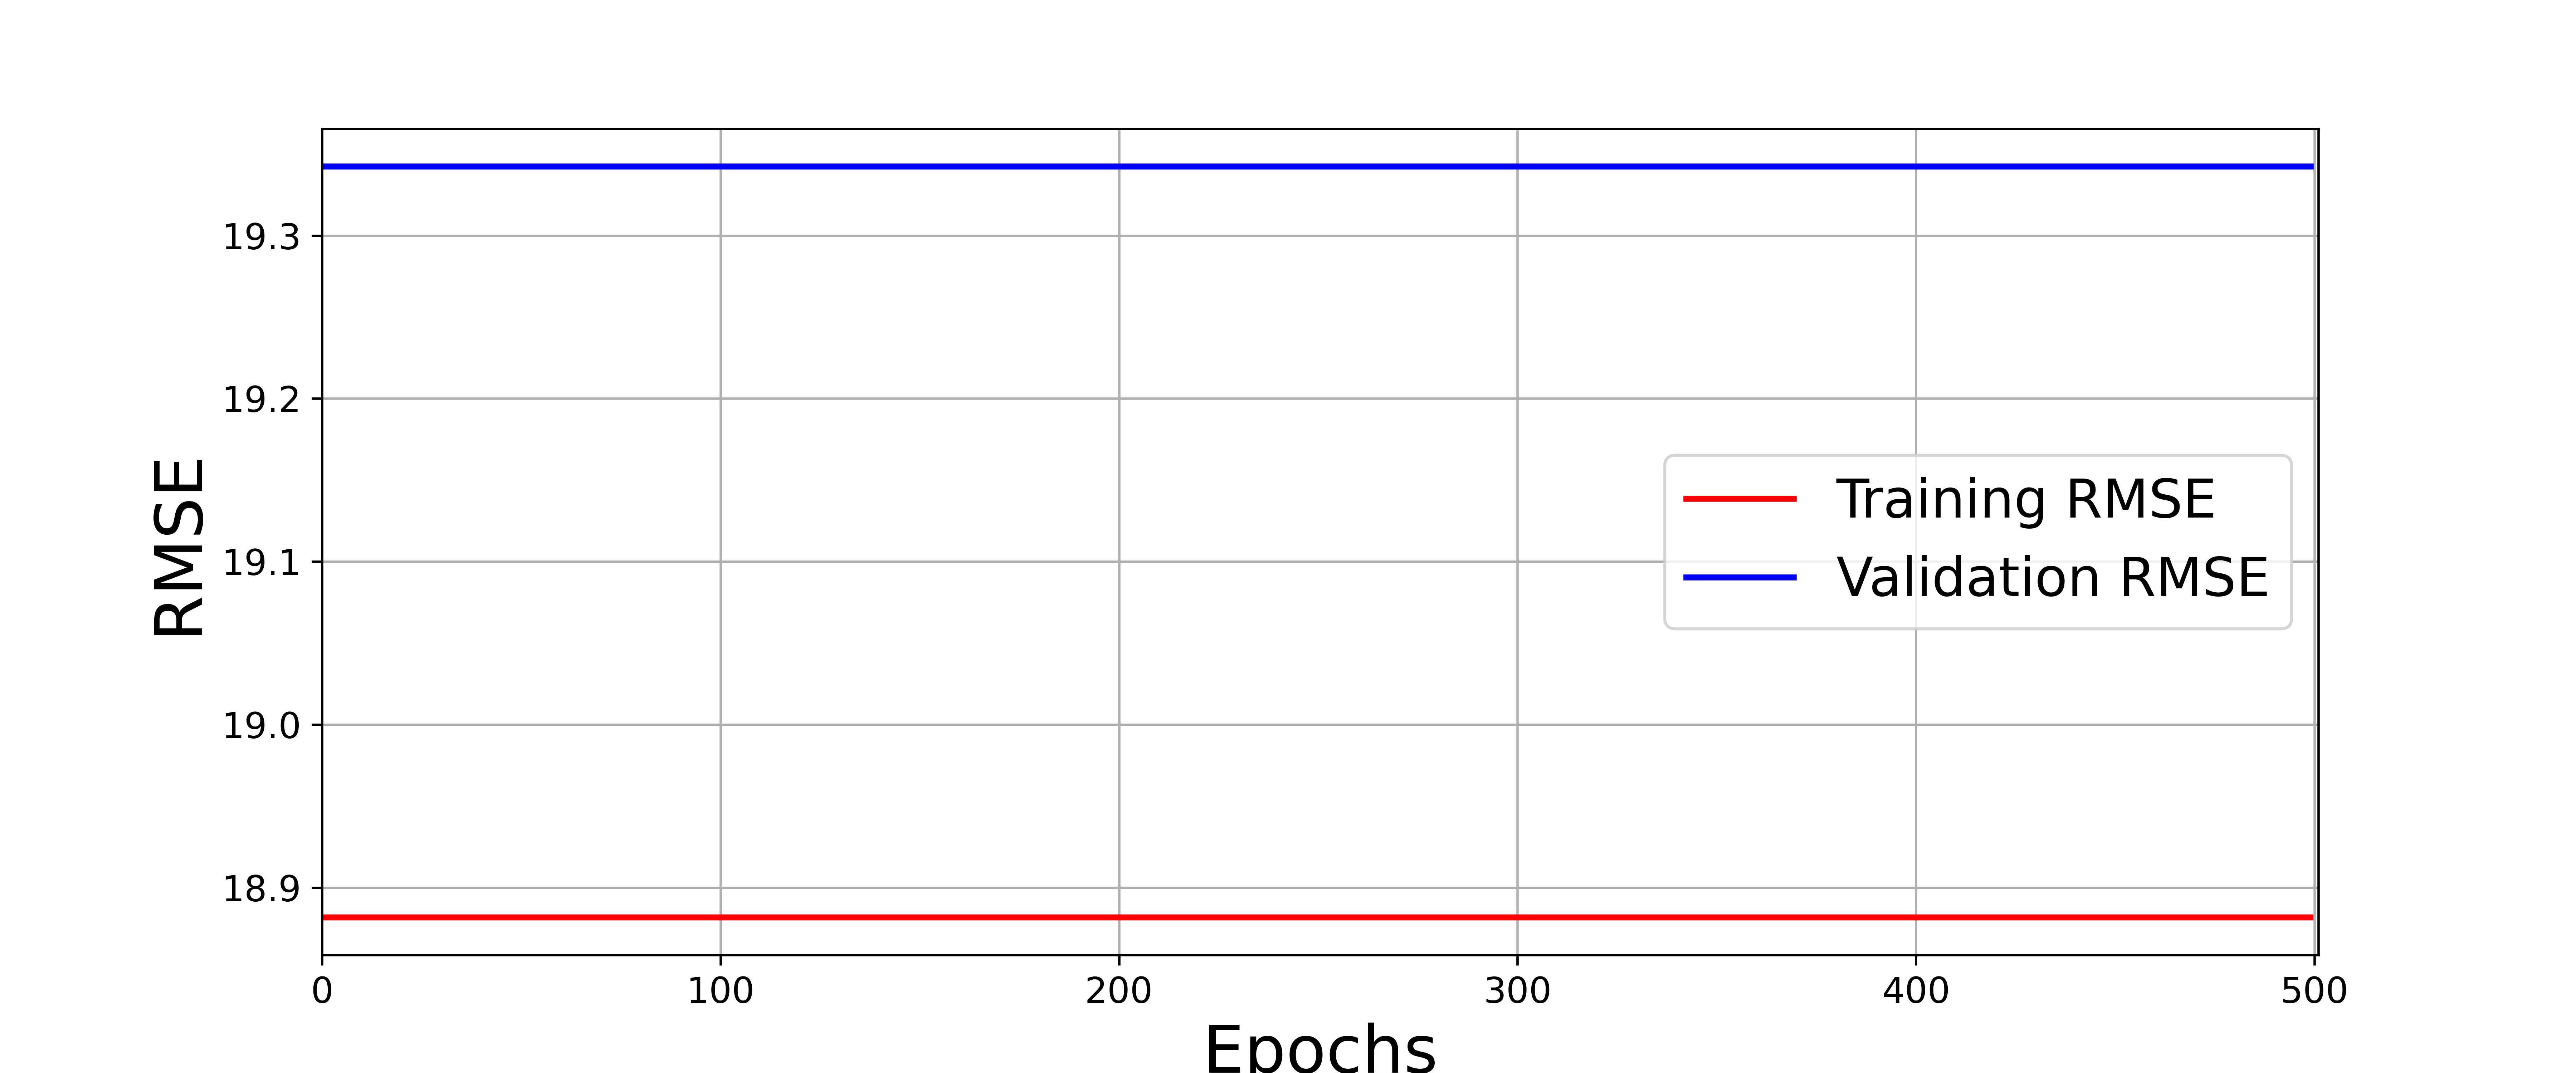 19.3
19.2
19.1
19.0
18.9
RMSE
Training RMSE
Validation RMSE
0 100 200 300 400 500
Epochs